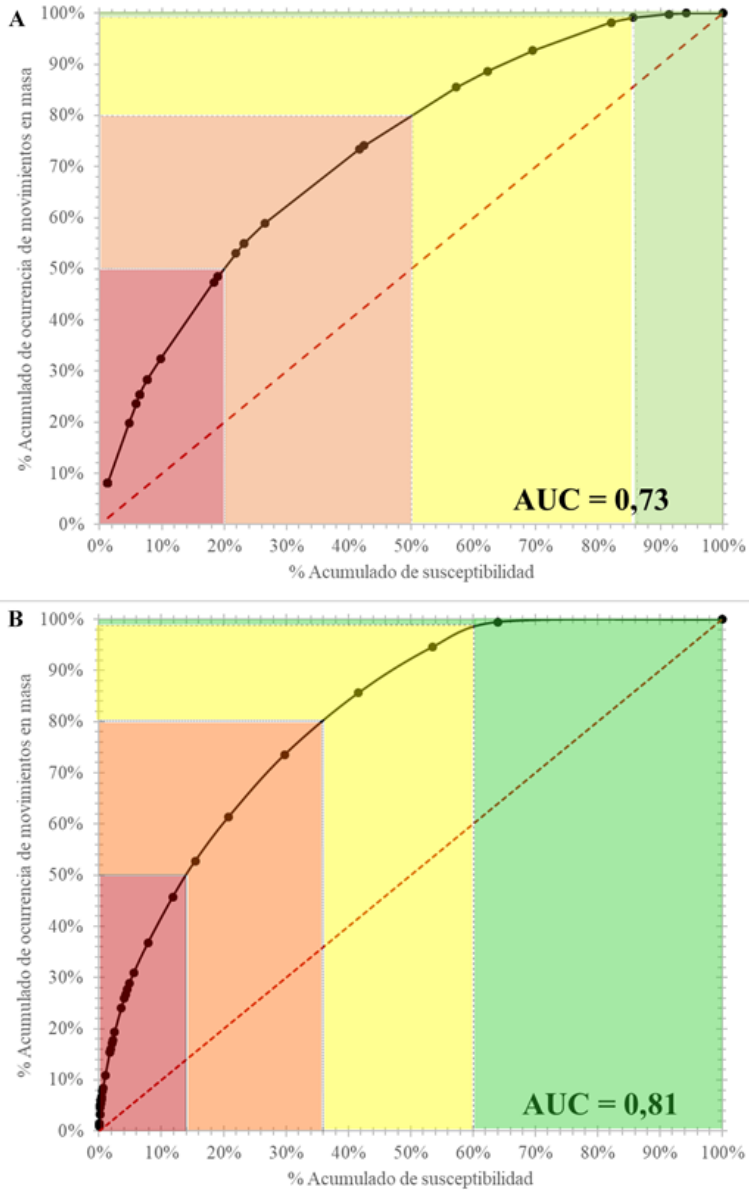 A
% Acumulado de ocurrencia de movimientos en masa
100%
90%
80%
70%
60%
50%
40%
30%
20%
10%
0%
AUC = 0,73
0% 10% 20% 30% 40% 50% 60% 70% 80% 90% 100%
% Acumulado de susceptibilidad
B
% Acumulado de ocurrencia de movimientos en masa
100%
90%
80%
70%
60%
50%
40%
30%
20%
10%
0%
AUC = 0,81
0% 10% 20% 30% 40% 50% 60% 70% 80% 90% 100%
% Acumulado de susceptibilidad